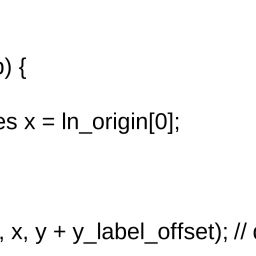 ) {
es x = ln_origin[0];
, x, y + y_label_offset); //